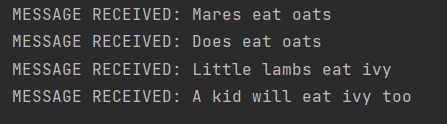 MESSAGE RECEIVED: Mares eat oats
MESSAGE RECEIVED: Does eat oats
MESSAGE RECEIVED: Little lambs eat ivy
MESSAGE RECEIVED: A kid will eat ivy too